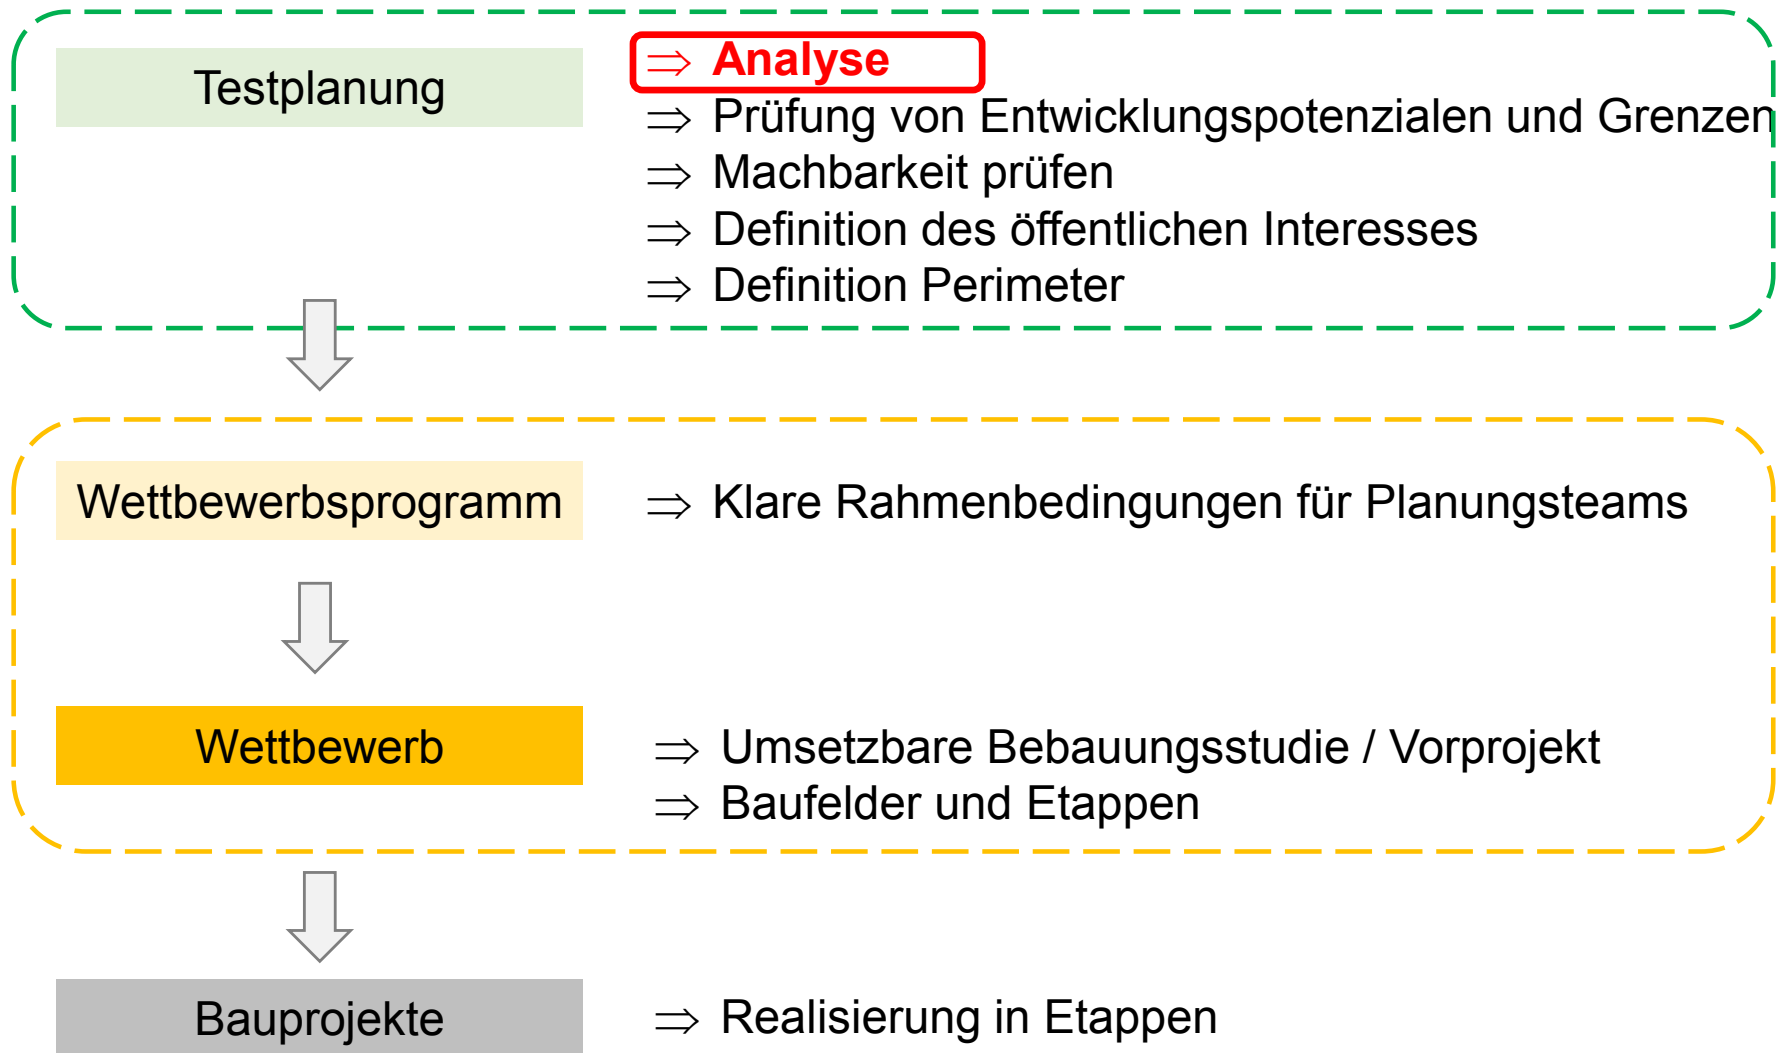 Testplanung
⇒ Analyse
⇒ Prüfung von Entwicklungspotenzialen und Grenzen
⇒ Machbarkeit prüfen
⇒ Definition des öffentlichen Interesses
⇒ Definition Perimeter
Wettbewerbsprogramm
⇒ Klare Rahmenbedingungen für Planungsteams
Wettbewerb
⇒ Umsetzbare Bebauungsstudie / Vorprojekt
⇒ Baufelder und Etappen
Bauprojekte
⇒ Realisierung in Etappen